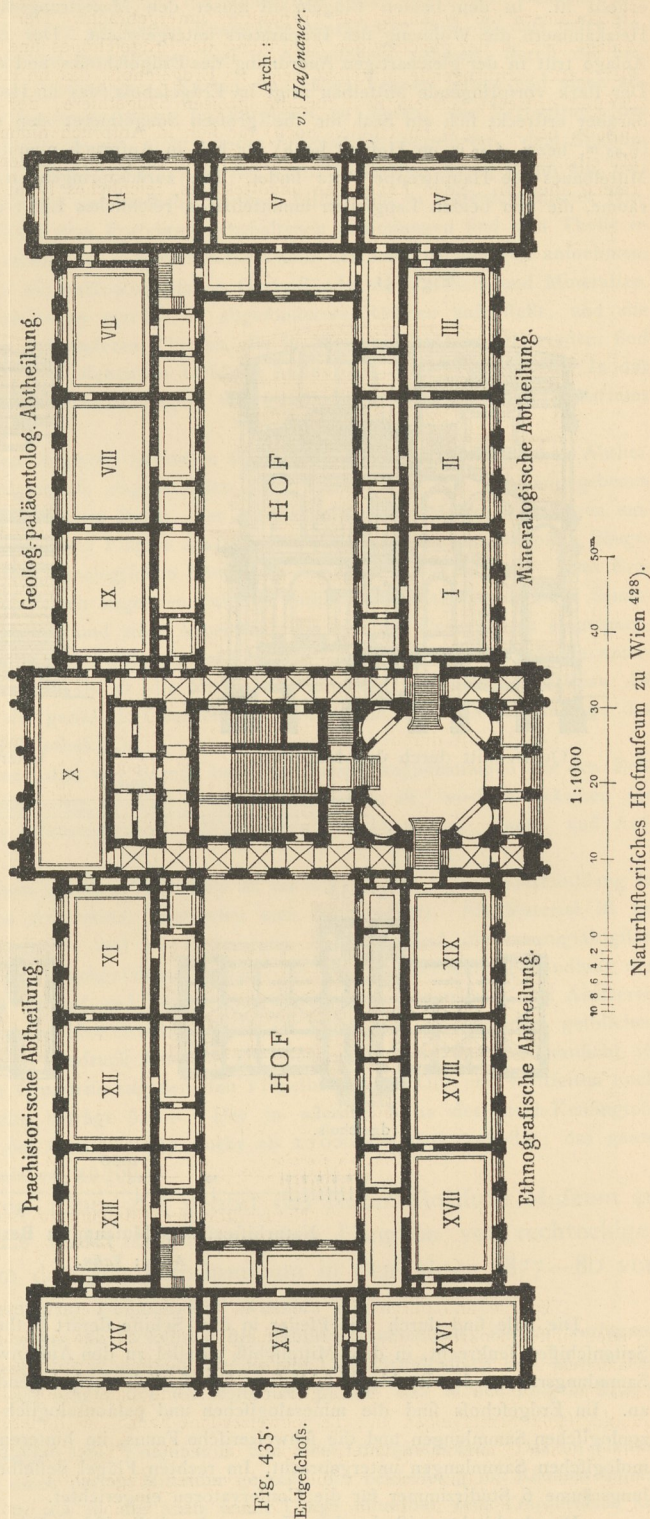 Fig. 435.
Erdgeſchoſs.
Arch.:
v. Haſenauer.
Praehistorische Abtheilung.
Geolog.-paläontolog. Abtheilung.
XIV
XIII
XII
XI
X
IX
VIII
VII
VI
XV
HOF
HOF
V
XVI
XVII
XVIII
XIX
I
II
III
IV
Ethnografische Abtheilung.
Mineralogische Abtheilung.
1:1000
10 8 6 4 2 0 10 20 30 40 50m.
Naturhiſtoriſches Hofmuſeum zu Wien 428).